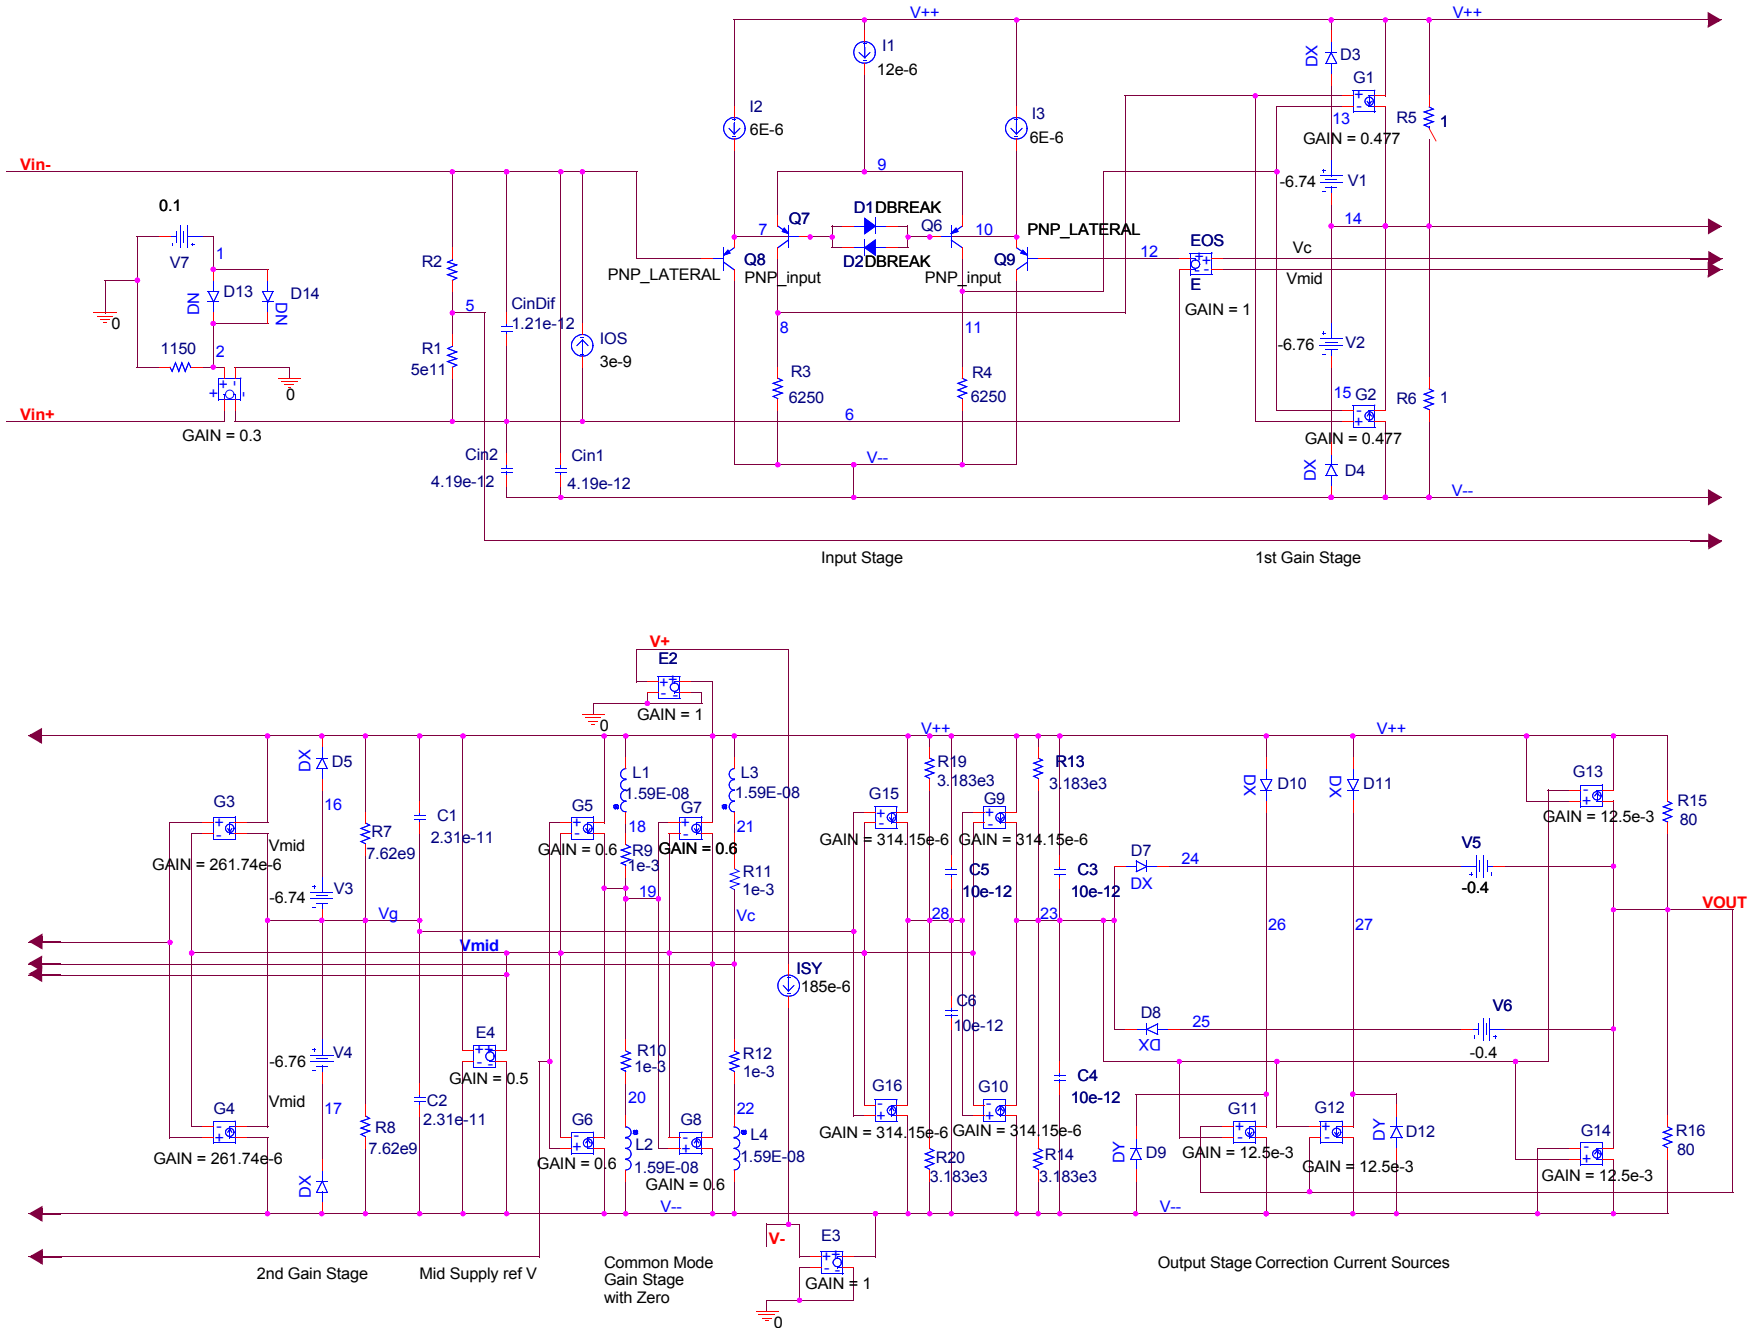 V++
V++
I1
12e-6
DX
D3
G1
13
GAIN = 0.477
R5
1
I2
6E-6
I3
6E-6
Vin-
9
-6.74
V1
0.1
V7
1
D1DBREAK
Q7
7
Q6
10
PNP_LATERAL
14
D2DBREAK
12
EOS
Vc
Q8
PNP_LATERAL
PNP_input
PNP_input
Q9
E
Vmid
GAIN = 1
R2
DN
D13
D14
DN
5
CinDif
1.21e-12
0
8
11
-6.76
V2
1150
2
R1
5e11
IOS
3e-9
R3
6250
R4
6250
15
G2
R6
1
0
Vin+
GAIN = 0.3
6
GAIN = 0.477
Cin2
4.19e-12
Cin1
4.19e-12
V--
DX
D4
V--
Input Stage
1st Gain Stage
V+
E2
GAIN = 1
0
V++
V++
DX
D5
L1
1.59E-08
L3
1.59E-08
R19
3.183e3
R13
3.183e3
DX
D10
DX
D11
G13
GAIN = 12.5e-3
R15
80
16
G3
GAIN = 261.74e-6
Vmid
R7
7.62e9
C1
2.31e-11
G5
GAIN = 0.6
18
R9
1e-3
G7
GAIN = 0.6
21
R11
1e-3
G15
GAIN = 314.15e-6
G9
GAIN = 314.15e-6
D7
DX
24
V5
-0.4
C5
10e-12
C3
10e-12
-6.74
V3
19
Vg
Vc
28
23
26
27
VOUT
Vmid
ISY
185e-6
C6
10e-12
D8
DX
25
V6
-0.4
E4
GAIN = 0.5
-6.76
V4
R10
1e-3
R12
1e-3
C4
10e-12
Vmid
17
G4
GAIN = 261.74e-6
R8
7.62e9
C2
2.31e-11
20
22
G6
GAIN = 0.6
L2
1.59E-08
G8
GAIN = 0.6
L4
1.59E-08
G16
GAIN = 314.15e-6
G10
GAIN = 314.15e-6
R20
3.183e3
R14
3.183e3
DY
D9
G11
GAIN = 12.5e-3
G12
GAIN = 12.5e-3
DY
D12
G14
GAIN = 12.5e-3
R16
80
DX
V--
V--
V-
E3
GAIN = 1
0
2nd Gain Stage
Mid Supply ref V
Common Mode
Gain Stage
with Zero
Output Stage Correction Current Sources